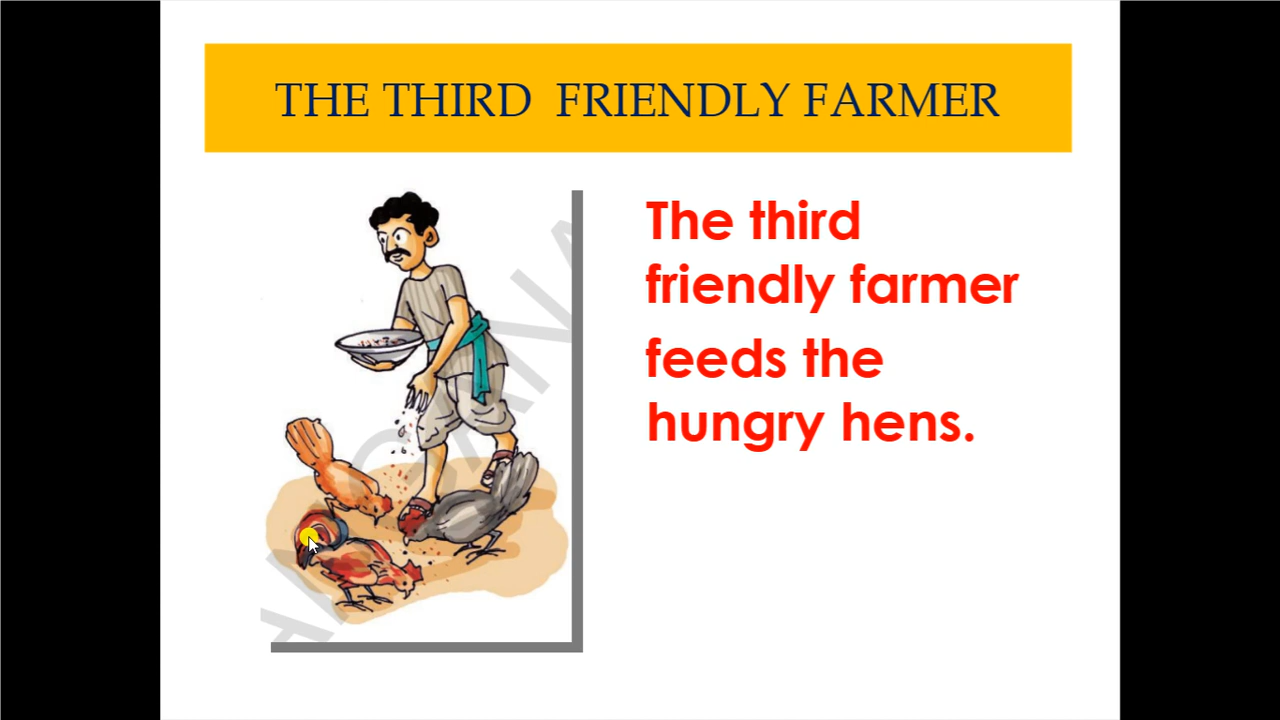 THE THIRD FRIENDLY FARMER
The third
friendly farmer
feeds the
hungry hens.